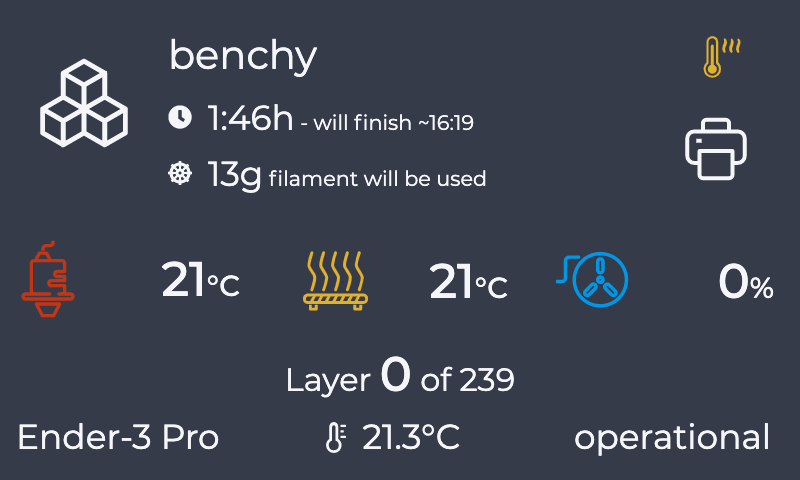 benchy
1:46h - will finish ~16:19
13g filament will be used
21°C 21°C 0%
Layer 0 of 239
Ender-3 Pro 21.3°C operational